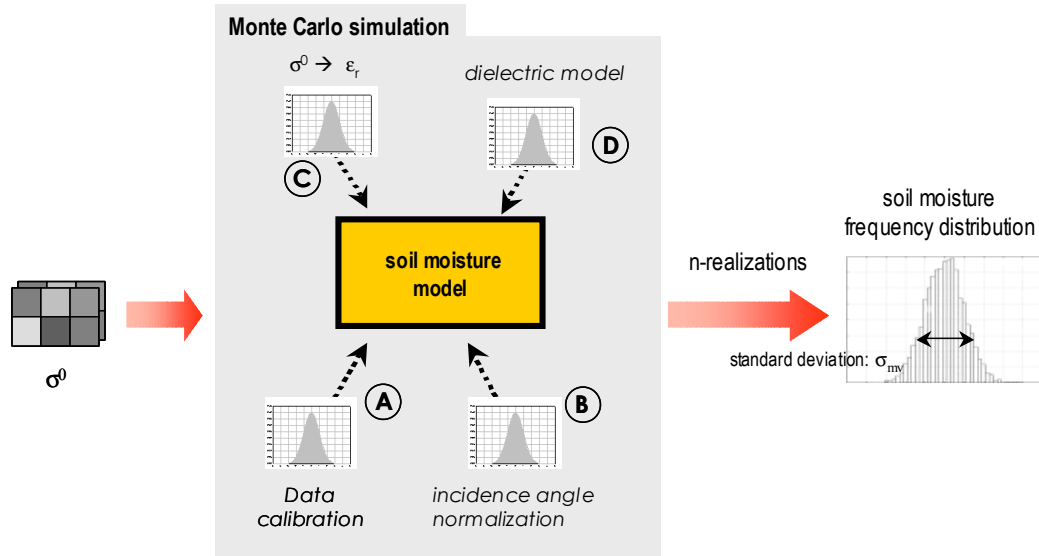 Monte Carlo simulation
σ⁰ → εr
dielectric model
C
D
soil moisture
model
A
B
Data
calibration
incidence angle
normalization
σ⁰
n-realizations
soil moisture
frequency distribution
standard deviation: σmv